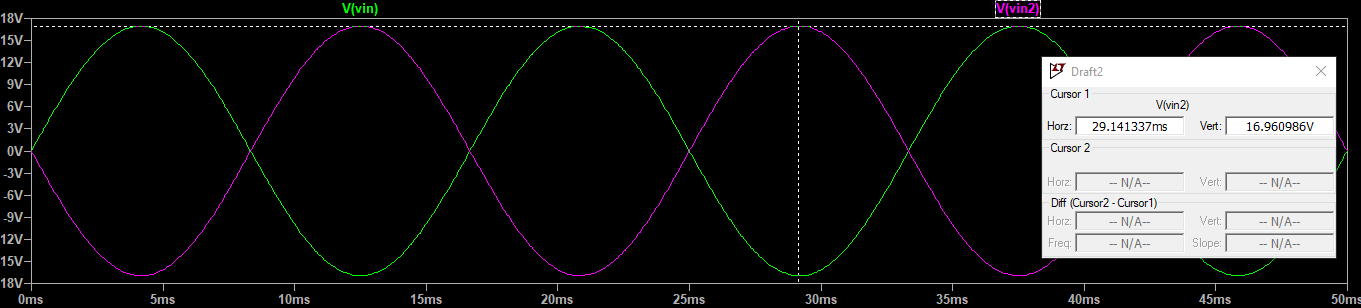 V(vin) V(vin2)
18V
15V
12V
9V
6V
3V
0V
-3V
-6V
-9V
12V
15V
18V
0ms 5ms 10ms 15ms 20ms 25ms 30ms 35ms 40ms 45ms 50ms
Draft2
Cursor 1
V(vin2)
Horz: 29.141337ms Vert: 16.960986V
Cursor 2
Horz: -- N/A-- Vert: -- N/A--
Diff (Cursor2 - Cursor1)
Horz: -- N/A-- Vert: -- N/A--
Freq: -- N/A-- Slope: -- N/A--